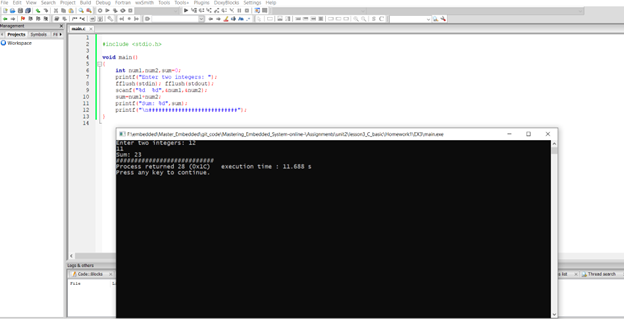 File Edit View Search Project Build Debug Fortran wxSmith Tools Tools+ Plugins DoxyBlocks Settings Help
Management
Projects Symbols
Workspace
main.c
1
2 #include <stdio.h>
3
4 void main()
5 {
6 int num1,num2,sum=0;
7 printf("Enter two integers: ");
8 fflush(stdin); fflush(stdout);
9 scanf("%d %d",&num1,&num2);
10 sum=num1+num2;
11 printf("Sum: %d",sum);
12
13 }
14
F:\embedded\Master_Embedded\git_code\Mastering_Embedded_System-online-\Assignments\unit2\lesson3_C_basic\Homework1\EX3\main.exe
Enter two integers: 12
11
Sum: 23
###########################
Process returned 28 (0x1C) execution time : 11.688 s
Press any key to continue.
Logs & others
Code::Blocks
Thread search
File